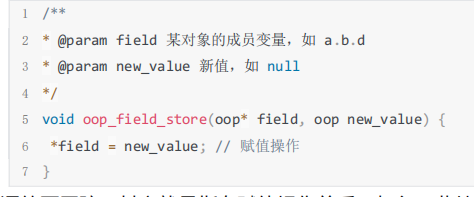 1 /**
2 * @param field 某对象的成员变量，如 a.b.d
3 * @param new_value 新值，如 null
4 */
5 void oop_field_store(oop* field, oop new_value) {
6 *field = new_value; // 赋值操作
7 }